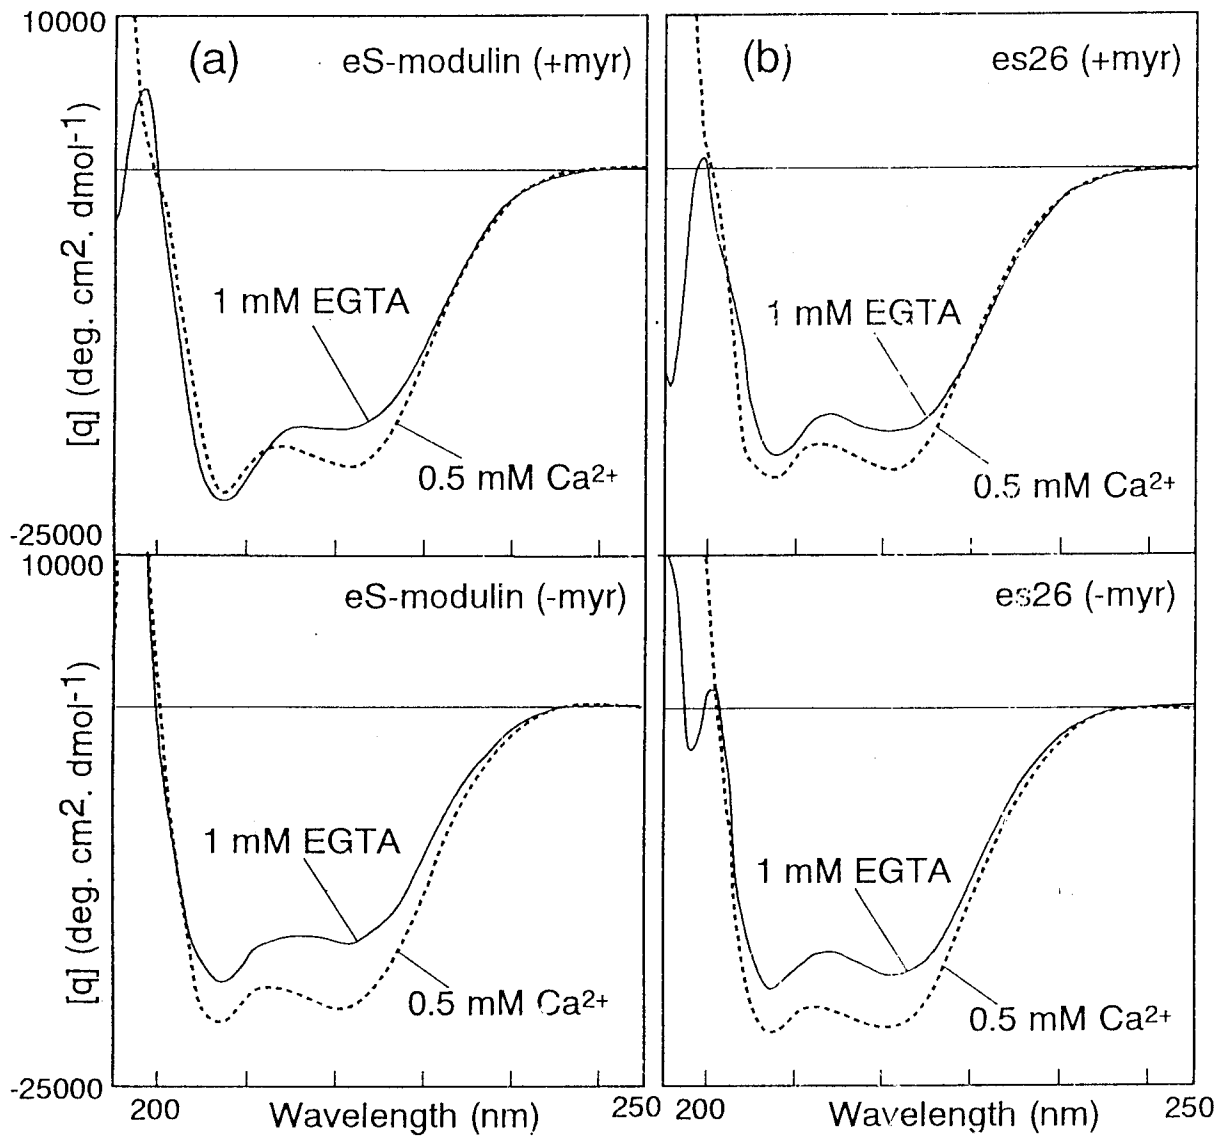 10000
(a)
eS-modulin (+myr)
1 mM EGTA
0.5 mM Ca2+
[q] (deg. cm2. dmol-1)
-25000
(b)
es26 (+myr)
1 mM EGTA
0.5 mM Ca2+
10000
eS-modulin (-myr)
1 mM EGTA
0.5 mM Ca2+
[q] (deg. cm2. dmol-1)
-25000
es26 (-myr)
1 mM EGTA
0.5 mM Ca2+
200
Wavelength (nm)
250
200
Wavelength (nm)
250